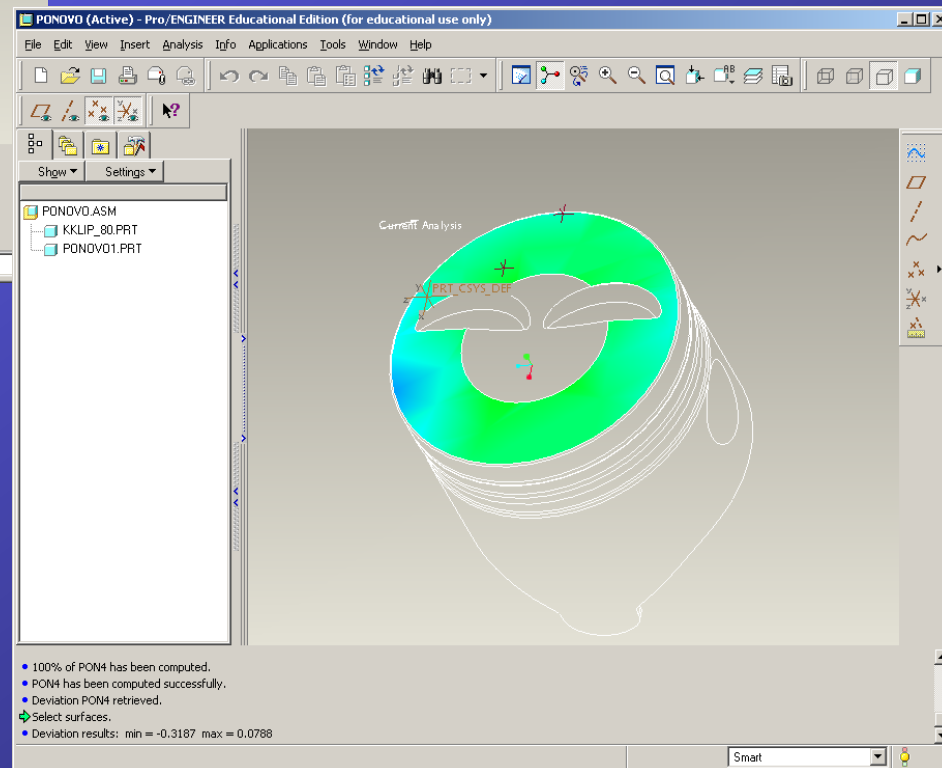 PONOVO (Active) - Pro/ENGINEER Educational Edition (for educational use only)
File Edit View Insert Analysis Info Applications Tools Window Help
Show Settings
PONOVO.ASM
KKLIP_80.PRT
PONOVO1.PRT
Current Analysis
PRT_CSYS_DEF
Y
Z
X
100% of PON4 has been computed.
PON4 has been computed successfully.
Deviation PON4 retrieved.
Select surfaces.
Deviation results: min = -0.3187 max = 0.0788
Smart